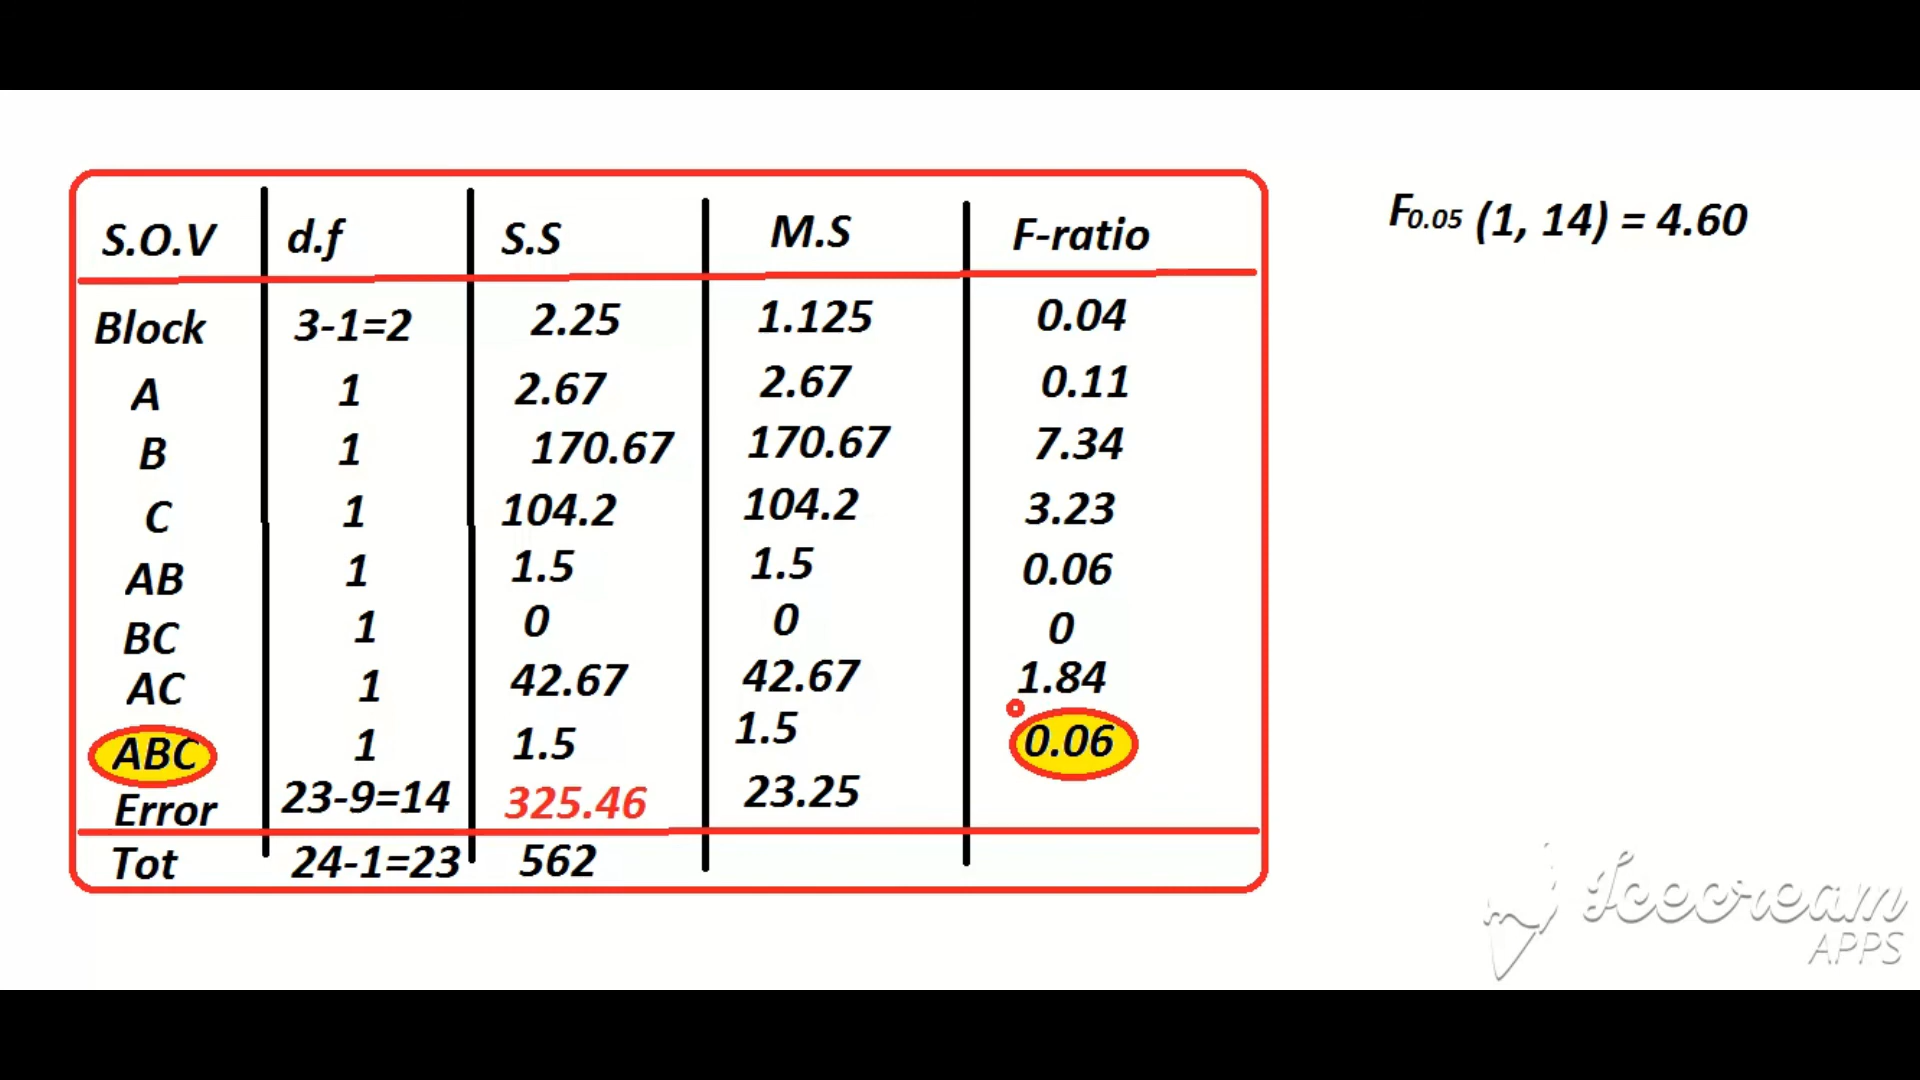 S.O.V d.f S.S M.S F-ratio
F0.05 (1, 14) = 4.60
Block 3-1=2 2.25 1.125 0.04
A 1 2.67 2.67 0.11
B 1 170.67 170.67 7.34
C 1 104.2 104.2 3.23
AB 1 1.5 1.5 0.06
BC 1 0 0 0
AC 1 42.67 42.67 1.84
ABC 1 1.5 1.5 0.06
Error 23-9=14 325.46 23.25
Tot 24-1=23 562
Icecream
APPS